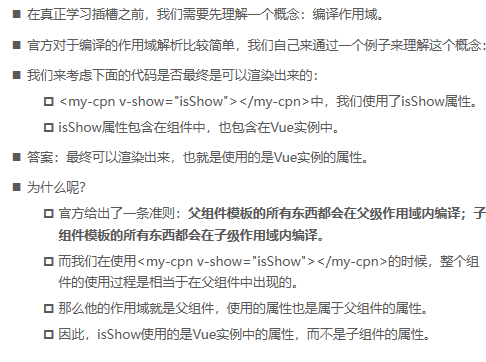 在真正学习插槽之前，我们需要先理解一个概念：编译作用域。
官方对于编译的作用域解析比较简单，我们自己来通过一个例子来理解这个概念：
我们来考虑下面的代码是否最终是可以渲染出来的：
<my-cpn v-show="isShow"></my-cpn>中，我们使用了isShow属性。
isShow属性包含在组件中，也包含在Vue实例中。
答案：最终可以渲染出来，也就是使用的是Vue实例的属性。
为什么呢？
官方给出了一条准则：父组件模板的所有东西都会在父级作用域内编译；子
组件模板的所有东西都会在子级作用域内编译。
而我们在使用<my-cpn v-show="isShow"></my-cpn>的时候，整个组
件的使用过程是相当于在父组件中出现的。
那么他的作用域就是父组件，使用的属性也是属于父组件的属性。
因此，isShow使用的是Vue实例中的属性，而不是子组件的属性。